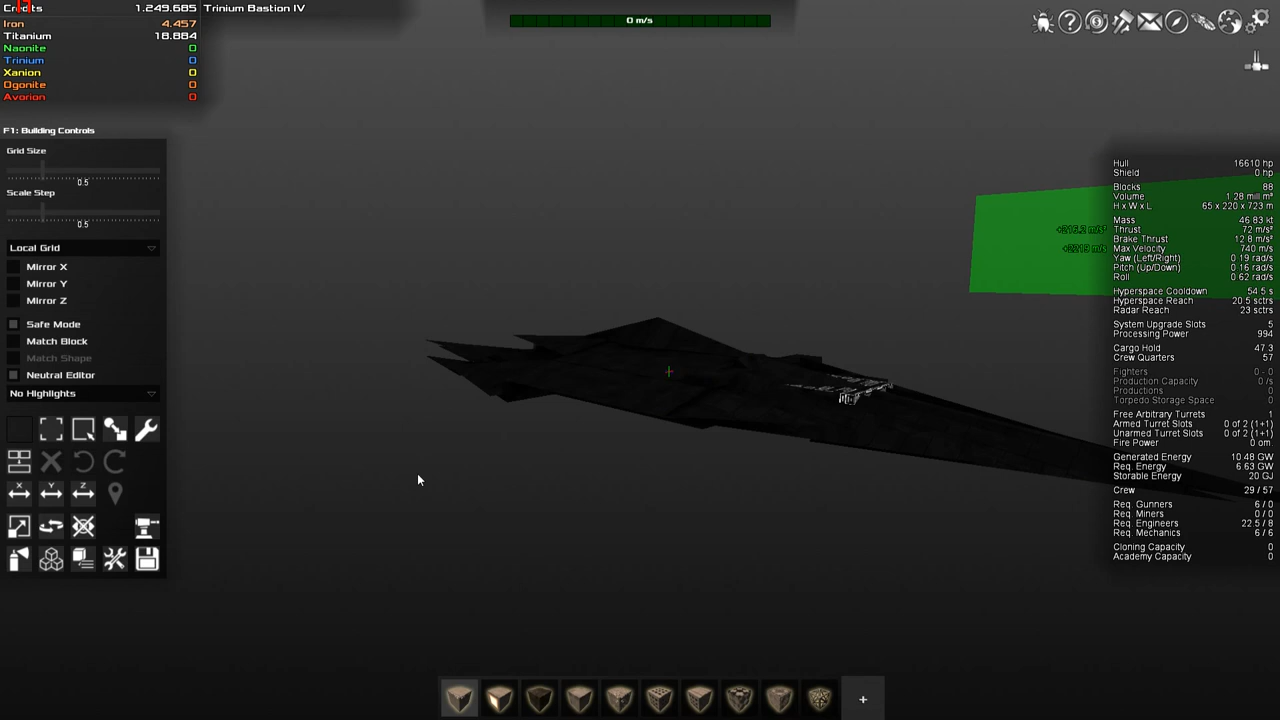 Credits 1.249.685
Trinium Bastion IV
0 m/s
Iron 4.457
Titanium 18.884
Naonite 0
Trinium 0
Xanion 0
Ogonite 0
Avorion 0
F1: Building Controls
Grid Size
0.5
Scale Step
0.5
Local Grid
Mirror X
Mirror Y
Mirror Z
Safe Mode
Match Block
Match Shape
Neutral Editor
No Highlights
X Y Z
+
Hull 16610 hp
Shield 0 hp
Blocks 88
Volume 1.28 mill m³
H x W x L 65 x 220 x 723 m
Mass 46.83 kt
Thrust 72 m/s²
Brake Thrust 12.8 m/s²
Max Velocity 740 m/s
Yaw (Left/Right) 0.19 rad/s
Pitch (Up/Down) 0.16 rad/s
Roll 0.62 rad/s
Hyperspace Cooldown 54.5 s
Hyperspace Reach 20.5 sctrs
Radar Reach 23 sctrs
System Upgrade Slots 5
Processing Power 994
Cargo Hold 47.3
Crew Quarters 57
Fighters 0 - 0
Production Capacity 0 /s
Productions 0
Torpedo Storage Space 0
Free Arbitrary Turrets 1
Armed Turret Slots 0 of 2 (1+1)
Unarmed Turret Slots 0 of 2 (1+1)
Fire Power 0 om
Generated Energy 10.48 GW
Req. Energy 6.63 GW
Storable Energy 20 GJ
Crew 29 / 57
Req. Gunners 6 / 0
Req. Miners 0 / 0
Req. Engineers 22.5 / 8
Req. Mechanics 6 / 6
Cloning Capacity 0
Academy Capacity 0